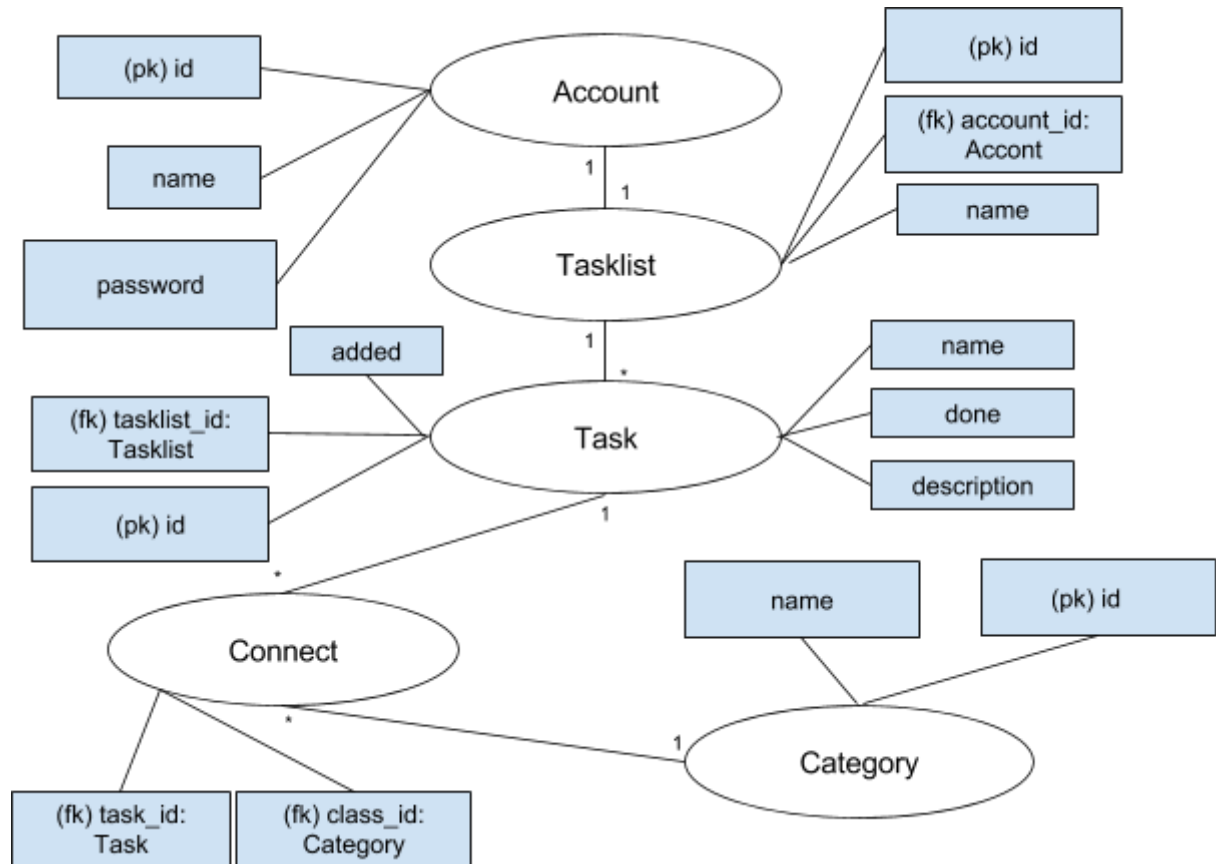 (pk) id
Account
(pk) id
(fk) account_id:
Accont
name
1
1
name
Tasklist
password
1
added
*
name
(fk) tasklist_id:
Tasklist
Task
done
description
(pk) id
1
*
name
(pk) id
Connect
*
1
Category
(fk) task_id:
Task
(fk) class_id:
Category